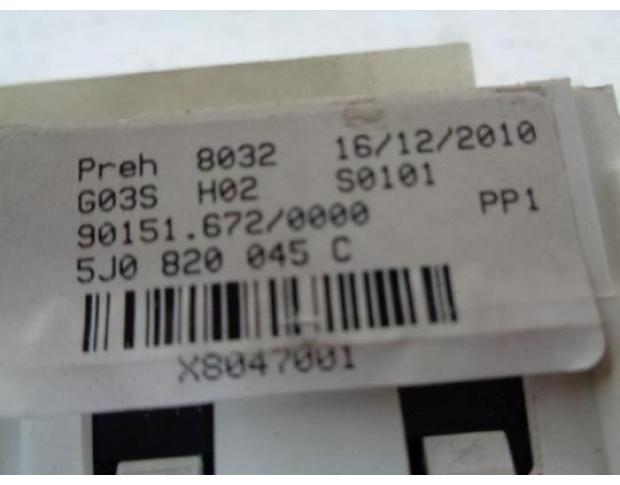 Preh 8032 16/12/2010
G03S H02 S0101
90151.672/0000 PP1
5J0 820 045 C
X8047001